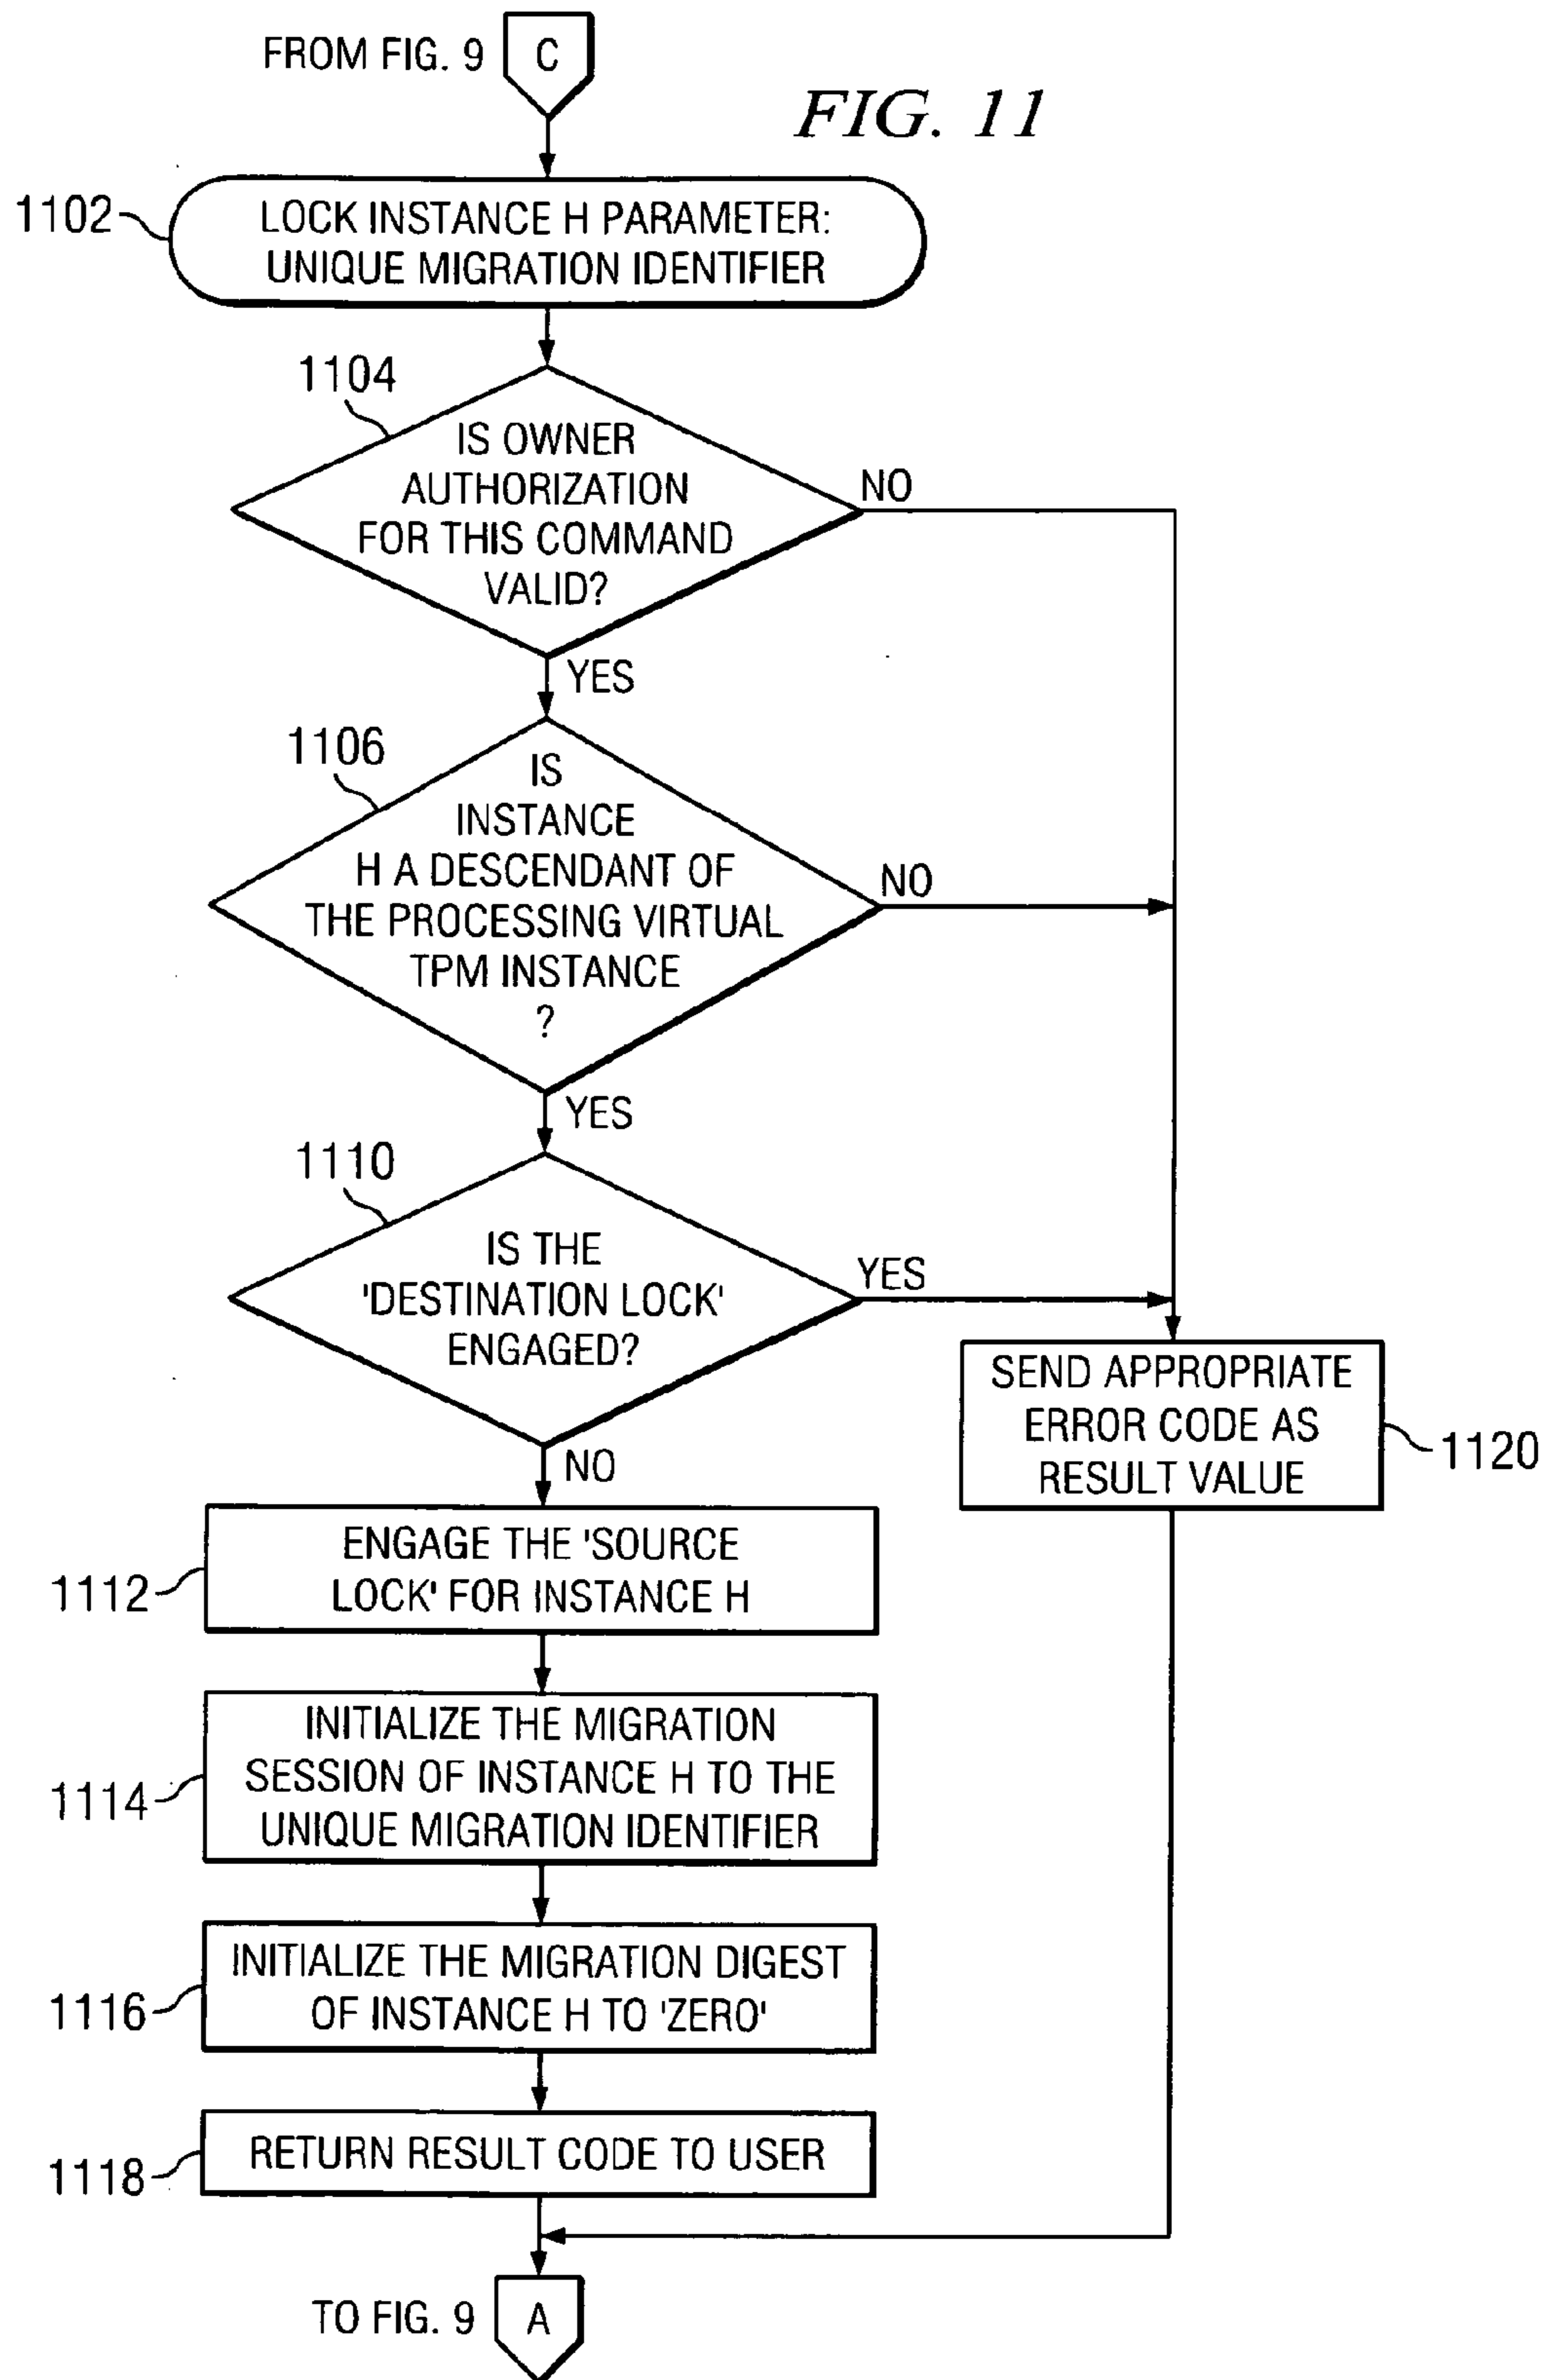 FROM FIG. 9
C
FIG. 11
1102
LOCK INSTANCE H PARAMETER:
UNIQUE MIGRATION IDENTIFIER
1104
IS OWNER
AUTHORIZATION
FOR THIS COMMAND
VALID?
NO
YES
1106
IS
INSTANCE
H A DESCENDANT OF
THE PROCESSING VIRTUAL
TPM INSTANCE
?
NO
YES
1110
IS THE
'DESTINATION LOCK'
ENGAGED?
YES
NO
SEND APPROPRIATE
ERROR CODE AS
RESULT VALUE
1120
ENGAGE THE 'SOURCE
LOCK' FOR INSTANCE H
1112
INITIALIZE THE MIGRATION
SESSION OF INSTANCE H TO THE
UNIQUE MIGRATION IDENTIFIER
1114
INITIALIZE THE MIGRATION DIGEST
OF INSTANCE H TO 'ZERO'
1116
RETURN RESULT CODE TO USER
1118
TO FIG. 9
A